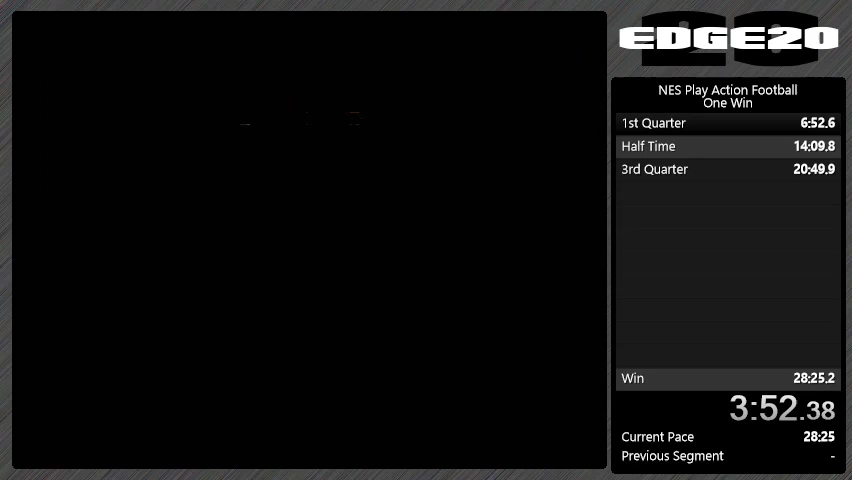 EDGE20
NES Play Action Football
One Win
1st Quarter 6:52.6
Half Time 14:09.8
3rd Quarter 20:49.9
Win 28:25.2
3:52.38
Current Pace 28:25
Previous Segment -